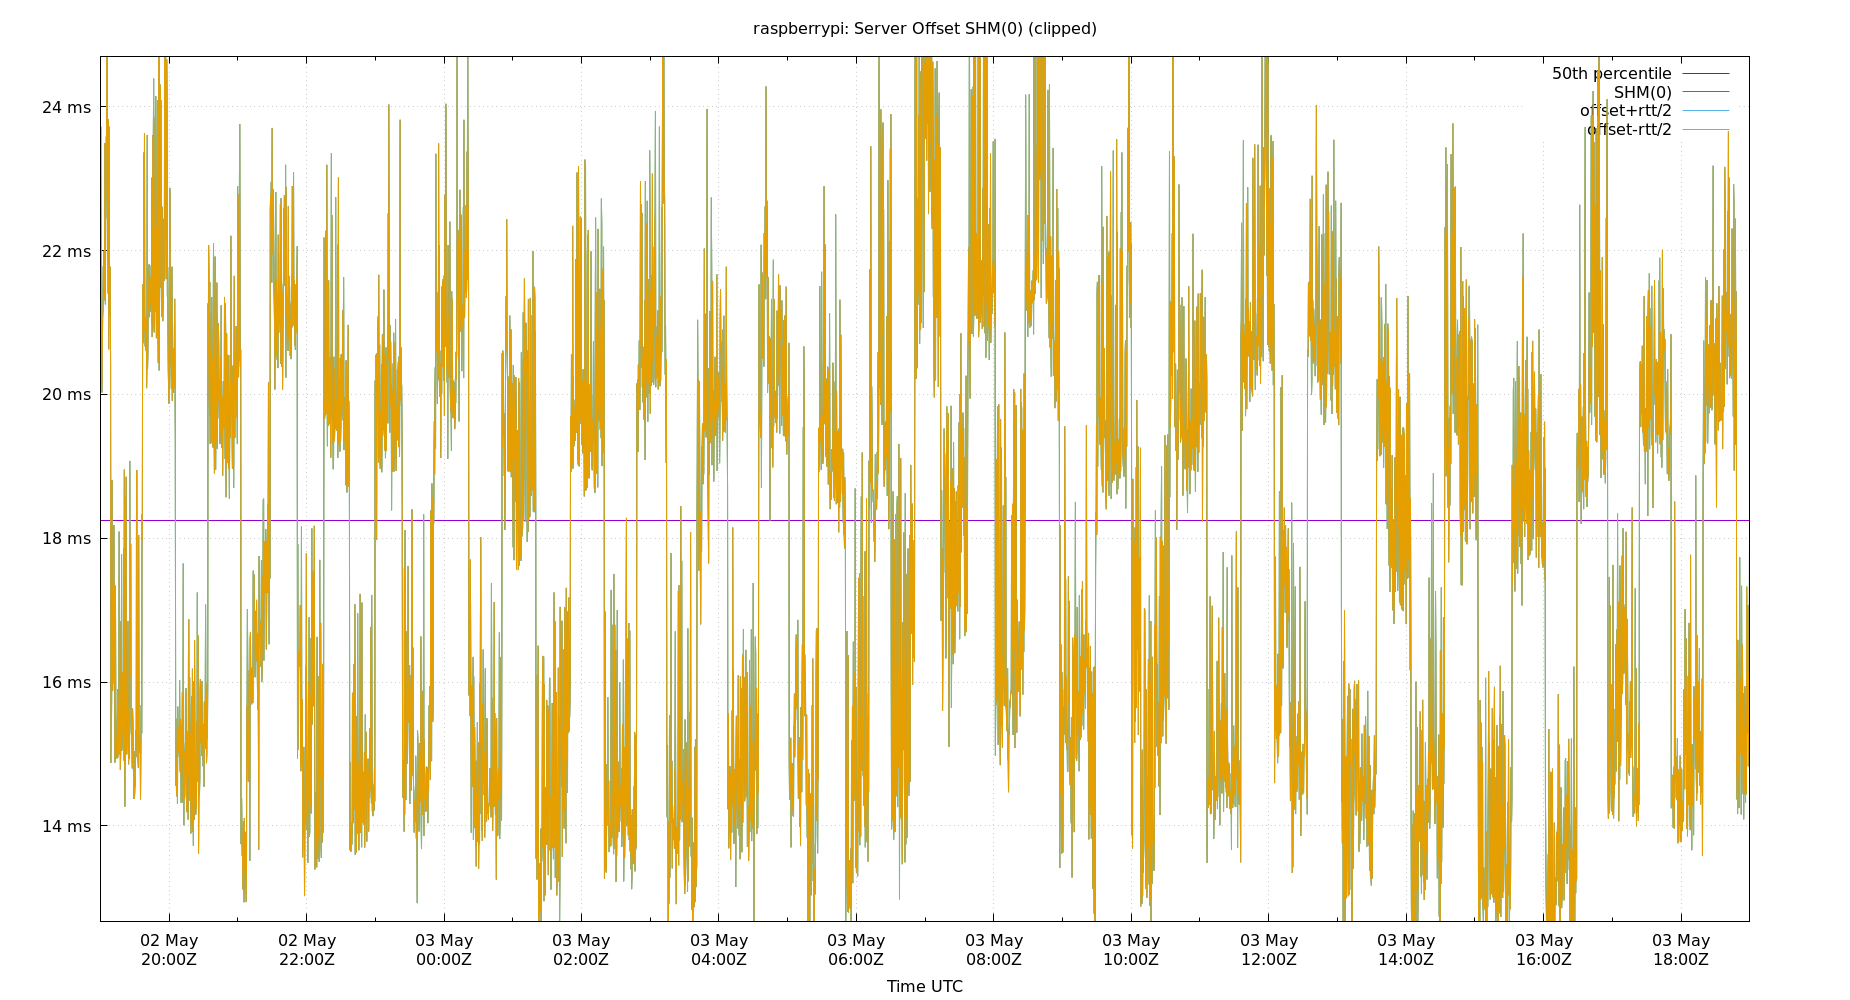 raspberrypi: Server Offset SHM(0) (clipped)
50th percentile
SHM(0)
offset+rtt/2
offset-rtt/2
24 ms
22 ms
20 ms
18 ms
16 ms
14 ms
02 May 02 May 03 May 03 May 03 May 03 May 03 May 03 May 03 May 03 May 03 May 03 May
20:00Z 22:00Z 00:00Z 02:00Z 04:00Z 06:00Z 08:00Z 10:00Z 12:00Z 14:00Z 16:00Z 18:00Z
Time UTC